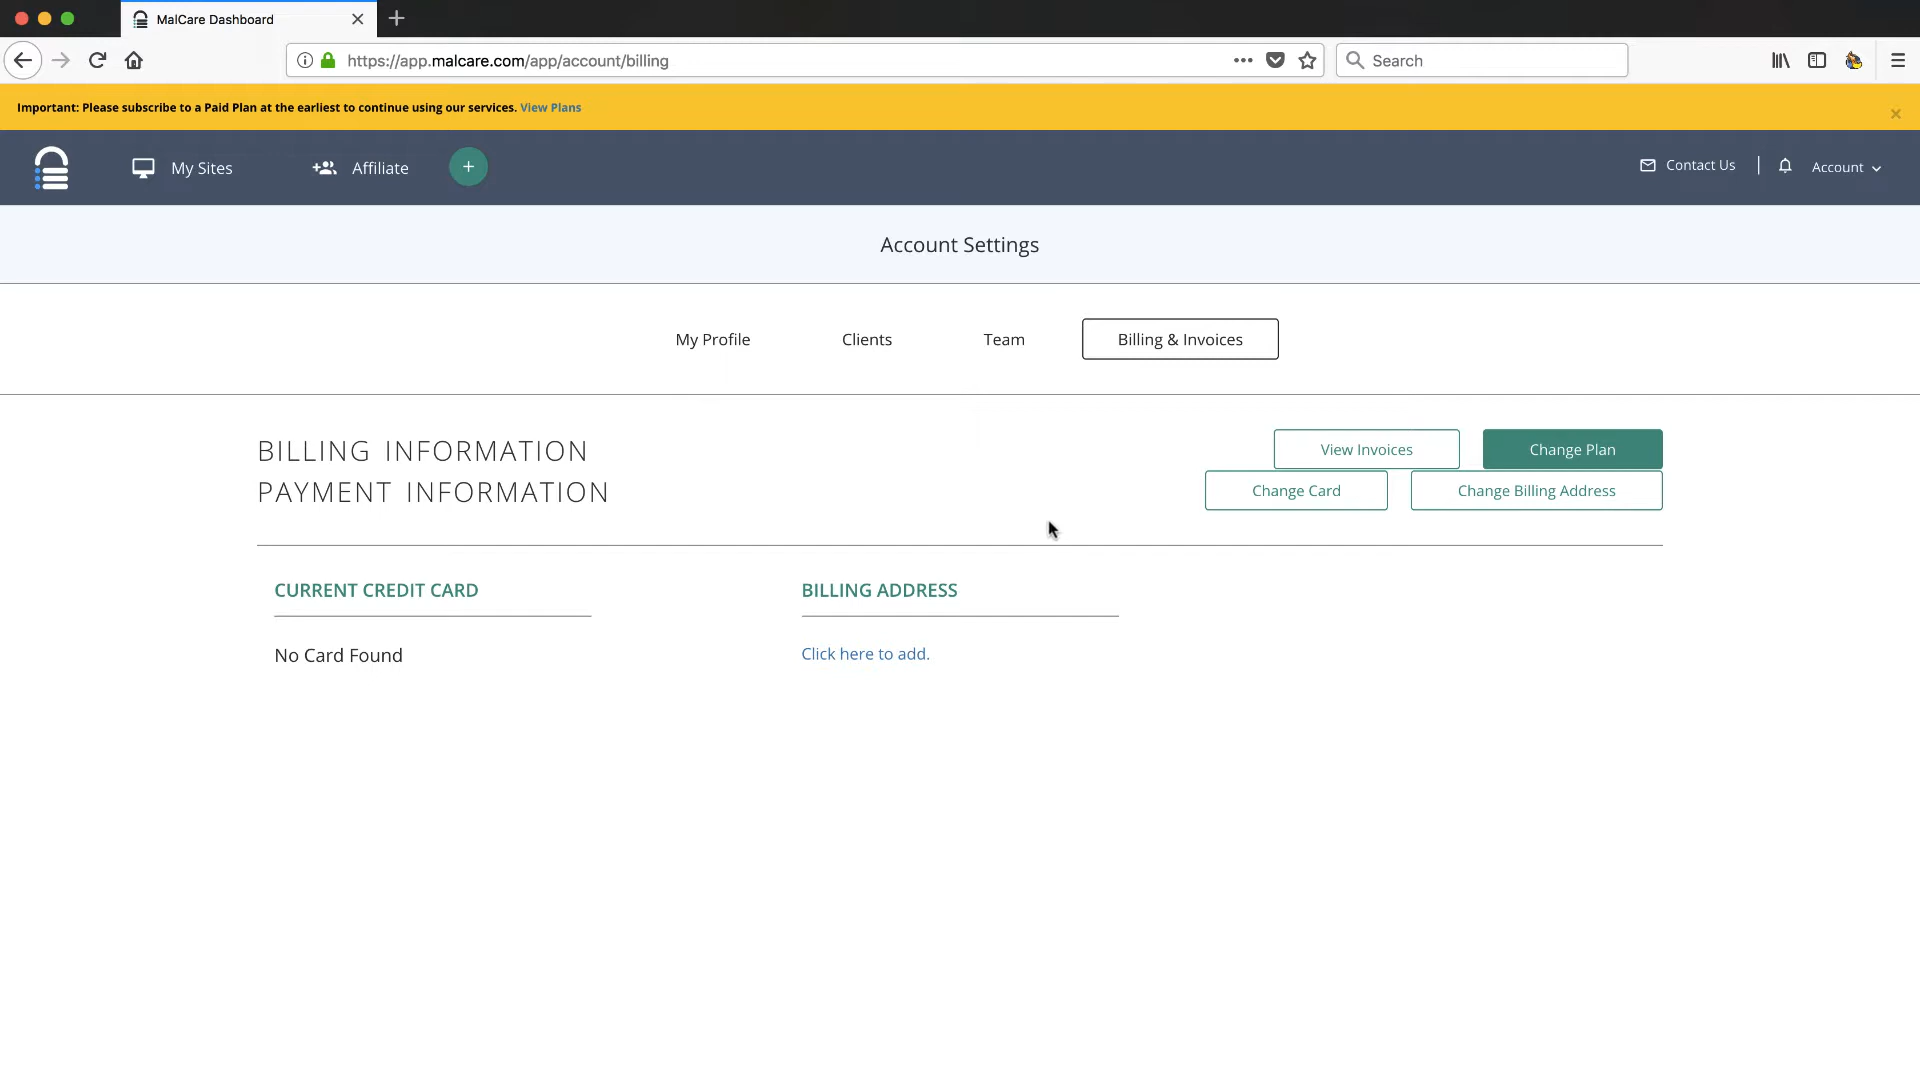 MalCare Dashboard
https://app.malcare.com/app/account/billing
Search
Important: Please subscribe to a Paid Plan at the earliest to continue using our services. View Plans
My Sites
Affiliate
Contact Us
Account
Account Settings
My Profile
Clients
Team
Billing & Invoices
BILLING INFORMATION
View Invoices
Change Plan
PAYMENT INFORMATION
Change Card
Change Billing Address
CURRENT CREDIT CARD
BILLING ADDRESS
No Card Found
Click here to add.